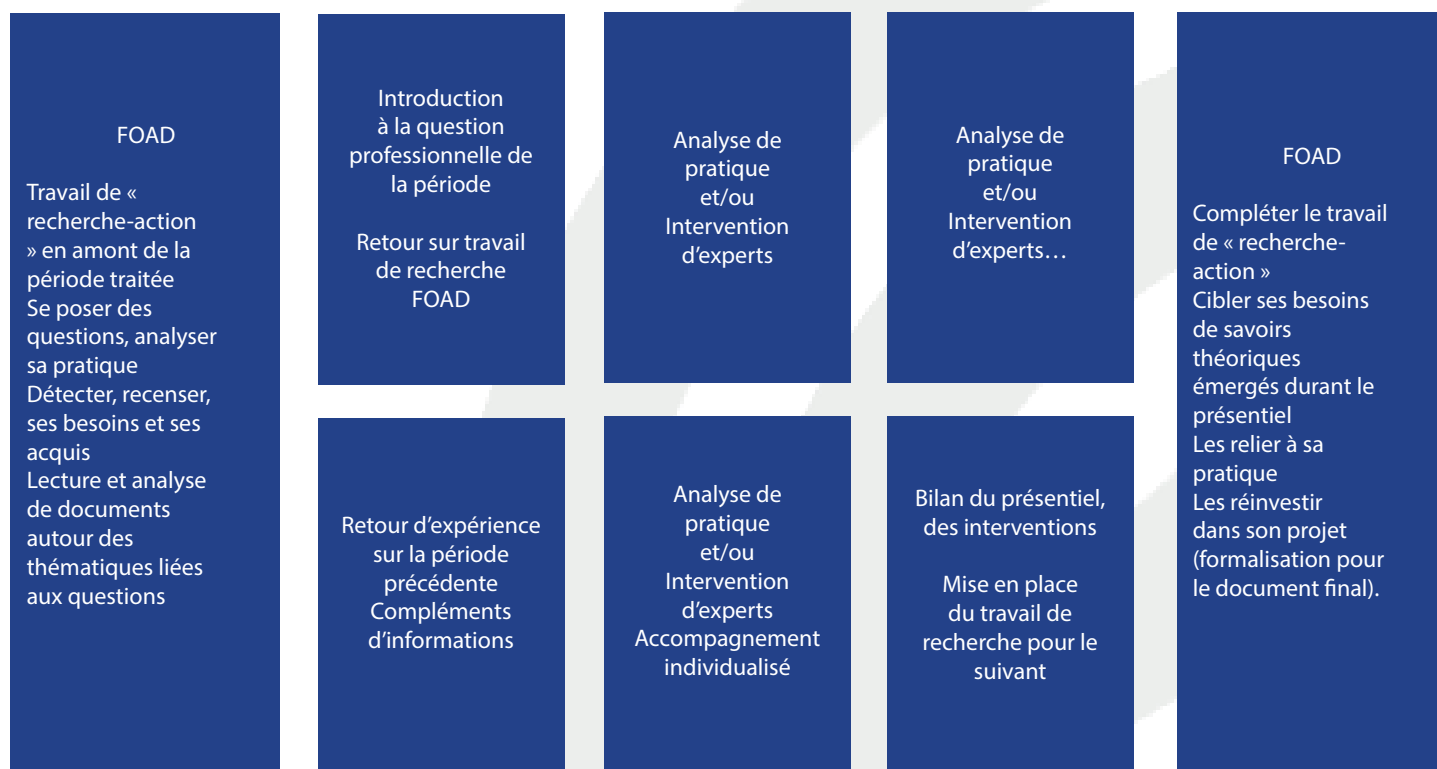 FOAD
Travail de «
recherche-action
» en amont de la
période traitée
Se poser des
questions, analyser
sa pratique
Détecter, recenser,
ses besoins et ses
acquis
Lecture et analyse
de documents
autour des
thématiques liées
aux questions
Introduction
à la question
professionnelle de
la période
Retour sur travail
de recherche
FOAD
Retour d’expérience
sur la période
précédente
Compléments
d’informations
Analyse de
pratique
et/ou
Intervention
d’experts
Analyse de
pratique
et/ou
Intervention
d’experts
Accompagnement
individualisé
Analyse de
pratique
et/ou
Intervention
d’experts…
Bilan du présentiel,
des interventions
Mise en place
du travail de
recherche pour le
suivant
FOAD
Compléter le travail
de « recherche-
action »
Cibler ses besoins
de savoirs
théoriques
émergés durant le
présentiel
Les relier à sa
pratique
Les réinvestir
dans son projet
(formalisation pour
le document final).